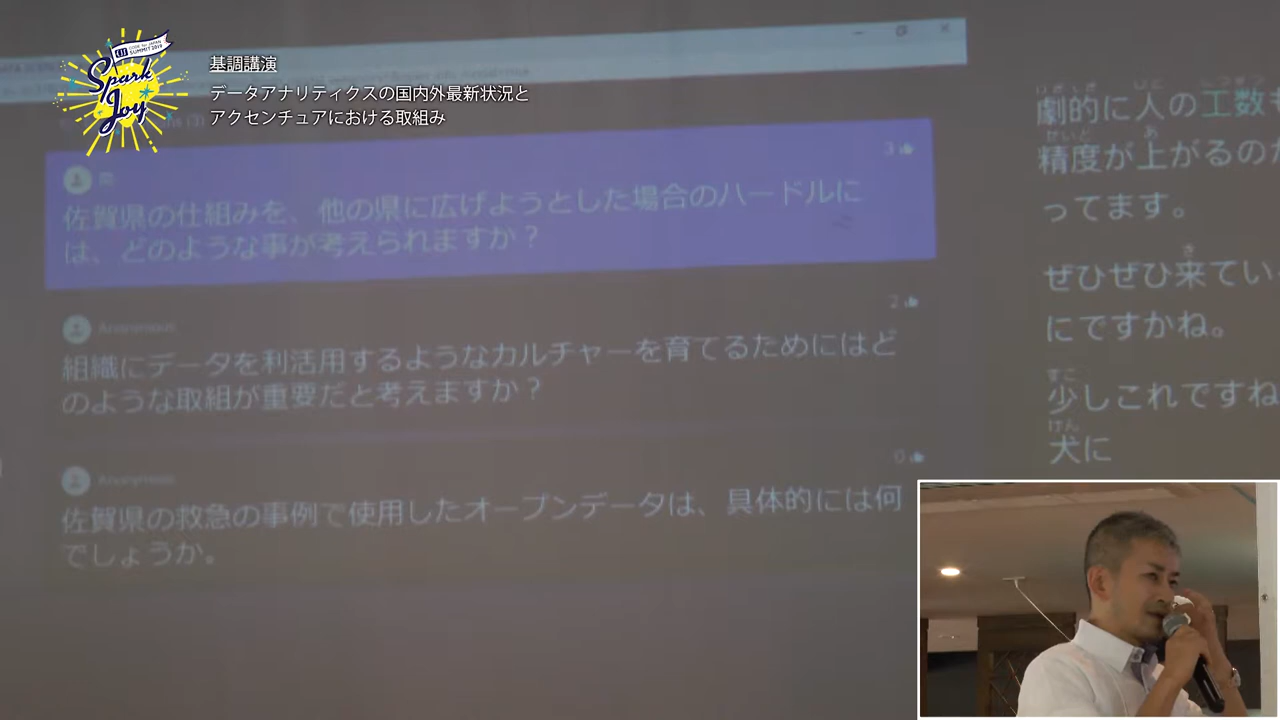 CODE for JAPAN
SUMMIT 2019
Spark
Joy
基調講演
データアナリティクスの国内外最新状況と
アクセンチュアにおける取組み
3
佐賀県の仕組みを、他の県に広げようとした場合のハードルに
は、どのような事が考えられますか？
2
Anonymous
組織にデータを利活用するようなカルチャーを育てるためにはど
のような取組が重要だと考えますか？
0
Anonymous
佐賀県の救急の事例で使用したオープンデータは、具体的には何
でしょうか。
劇的に人の工数
精度が上がるの
ってます。
ぜひぜひ来てい
にですかね。
すこ
少しこれですね
けん
犬に